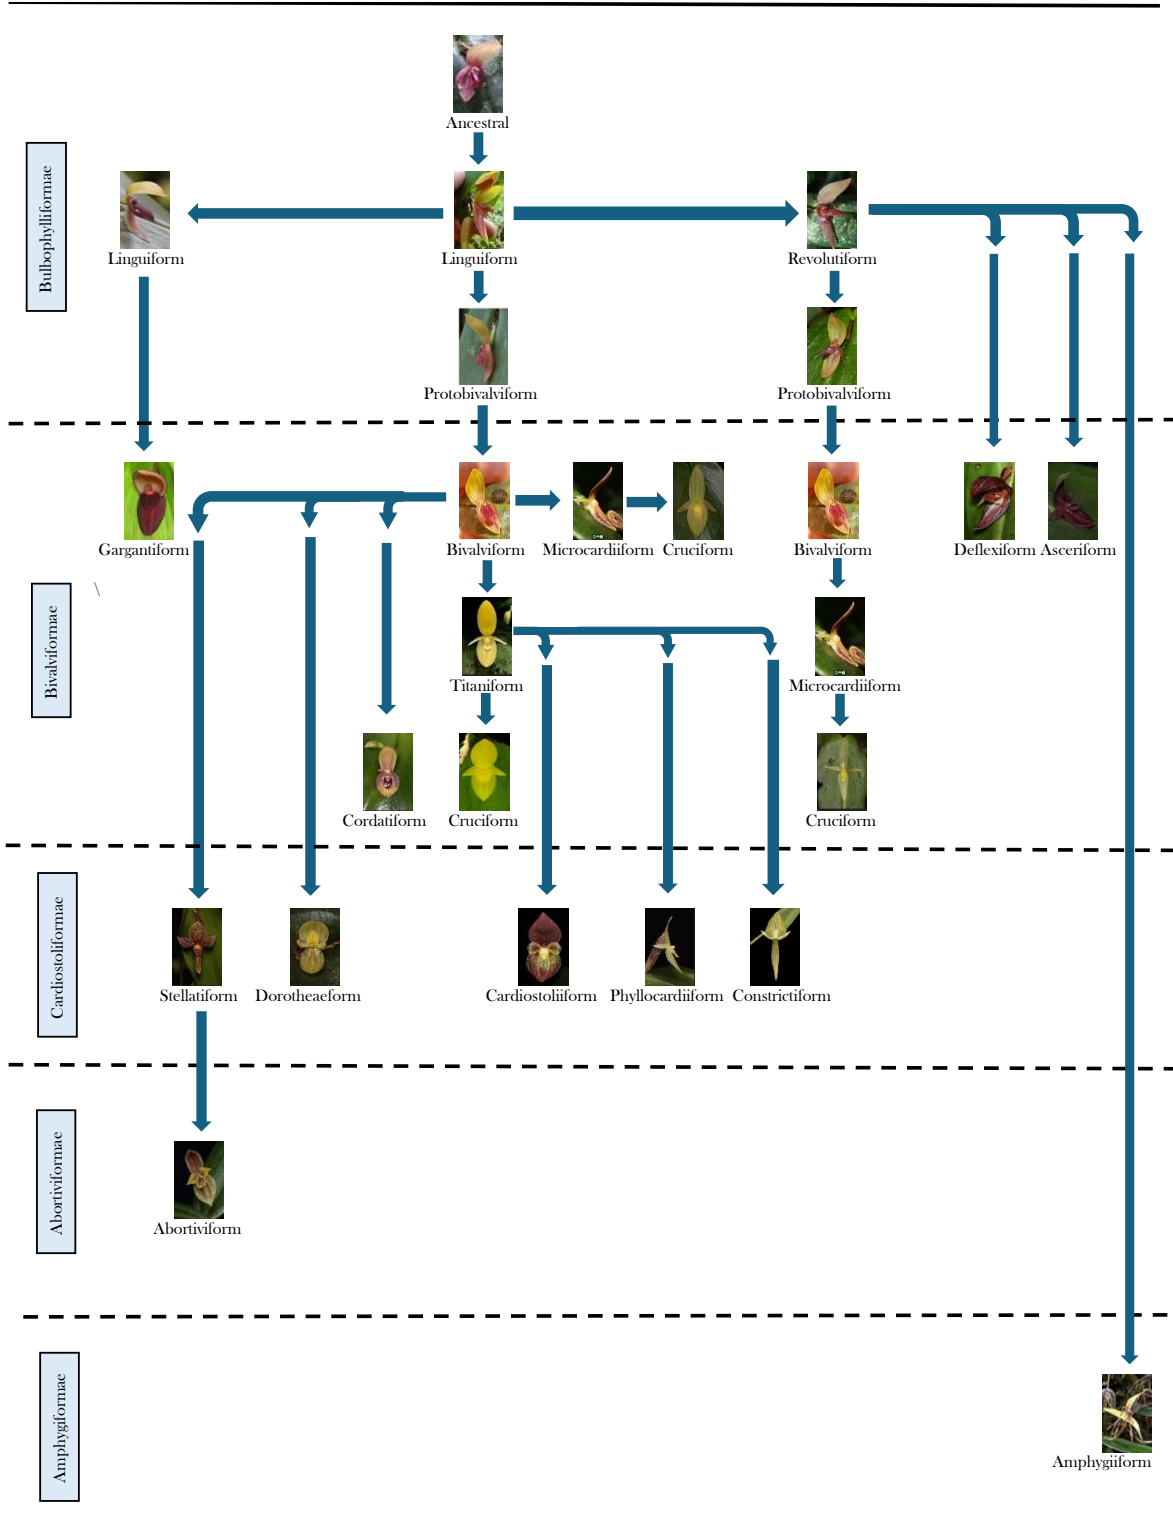 Ancestral
Bulbophylliformae
Linguiform
Linguiform
Revolutiform
Protobivalviform
Protobivalviform
Bivalviformae
Gargantiform
Bivalviform
Microcardiiform
Cruciform
Bivalviform
Deflexiform
Asceriform
\
Titaniform
Microcardiiform
Cordatiform
Cruciform
Cruciform
Cardiostoliformae
Stellatiform
Dorotheaeform
Cardiostoliiform
Phyllocardiiform
Constrictiform
Abortiviformae
Abortiviform
Amphygiformae
Amphygiiform